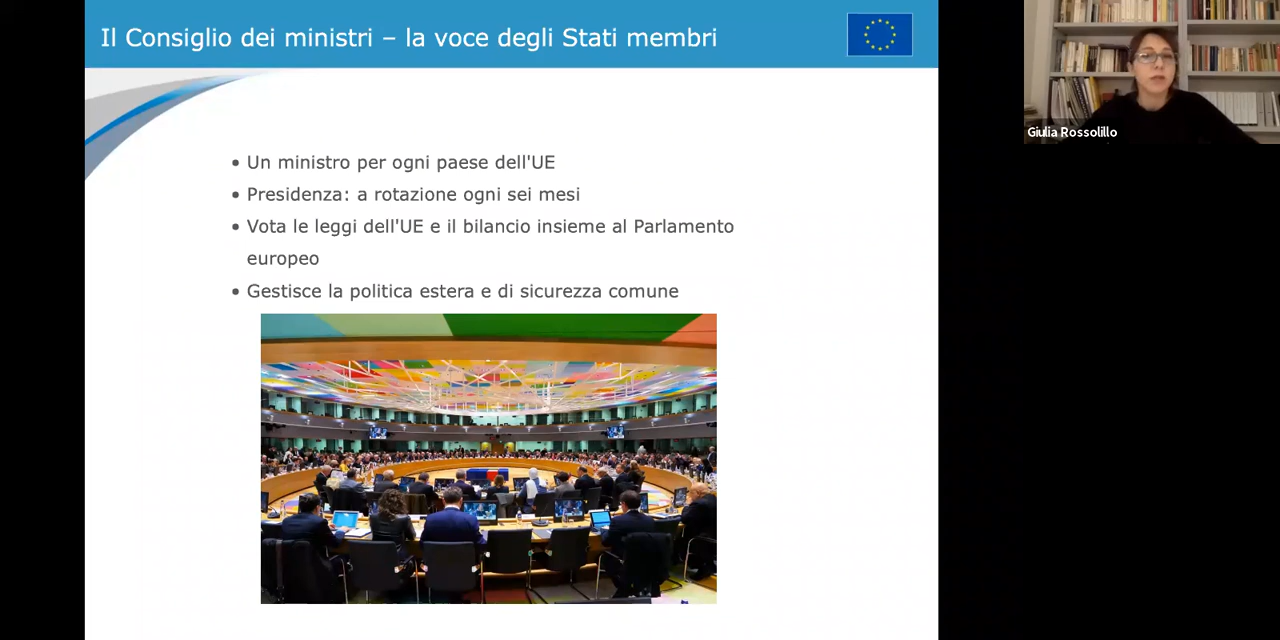 Il Consiglio dei ministri – la voce degli Stati membri
• Un ministro per ogni paese dell'UE
• Presidenza: a rotazione ogni sei mesi
• Vota le leggi dell'UE e il bilancio insieme al Parlamento
europeo
• Gestisce la politica estera e di sicurezza comune
Giulia Rossolillo